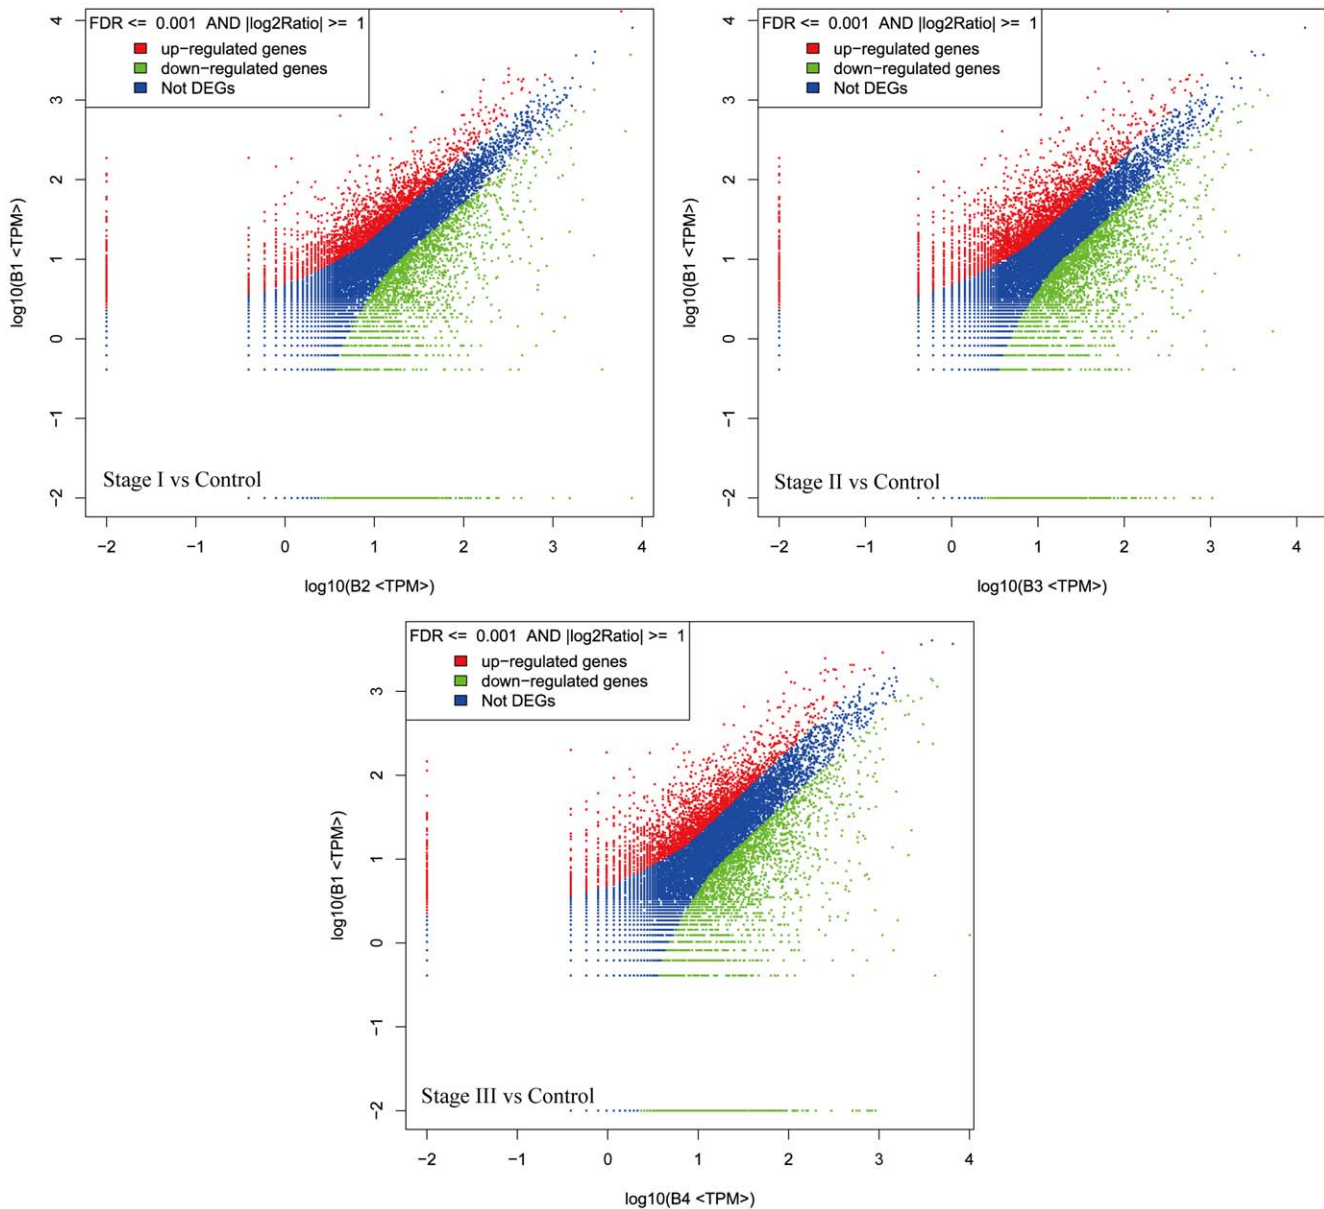 FDR <= 0.001 AND |log2Ratio| >= 1
up−regulated genes
down−regulated genes
Not DEGs
4
3
2
1
0
−1
−2
log10(B1 <TPM>)
Stage I vs Control
−2 −1 0 1 2 3 4
log10(B2 <TPM>)
FDR <= 0.001 AND |log2Ratio| >= 1
up−regulated genes
down−regulated genes
Not DEGs
4
3
2
1
0
−1
−2
log10(B1 <TPM>)
Stage II vs Control
−2 −1 0 1 2 3 4
log10(B3 <TPM>)
FDR <= 0.001 AND |log2Ratio| >= 1
up−regulated genes
down−regulated genes
Not DEGs
3
2
1
0
−1
−2
log10(B1 <TPM>)
Stage III vs Control
−2 −1 0 1 2 3 4
log10(B4 <TPM>)